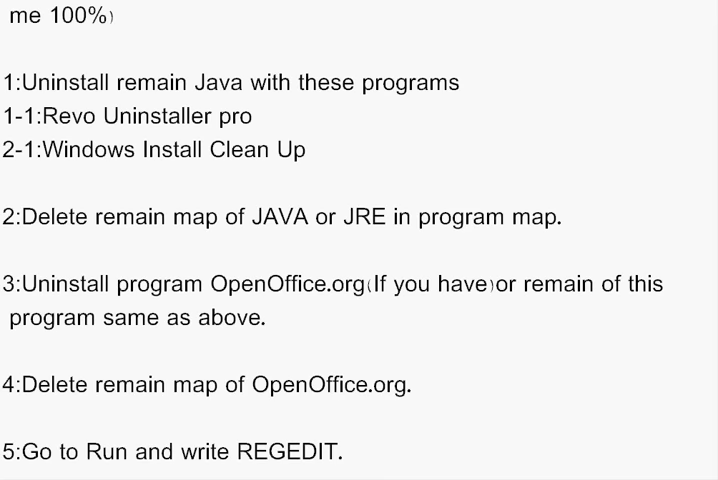 me 100%)
1:Uninstall remain Java with these programs
1-1:Revo Uninstaller pro
2-1:Windows Install Clean Up
2:Delete remain map of JAVA or JRE in program map.
3:Uninstall program OpenOffice.org(If you have)or remain of this
program same as above.
4:Delete remain map of OpenOffice.org.
5:Go to Run and write REGEDIT.